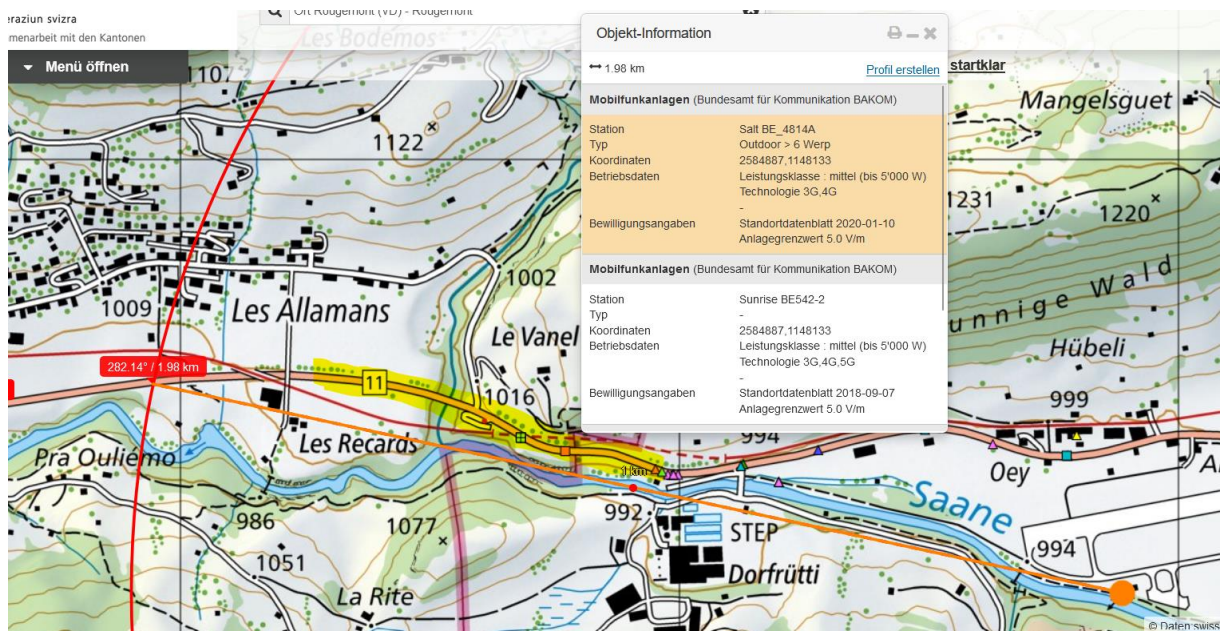 eraziun svizra
menarbeit mit den Kantonen
Ort Rougemont (VD) - Rougemont
Menü öffnen
startklar
Objekt-Information
1.98 km
Profil erstellen
Mobilfunkanlagen (Bundesamt für Kommunikation BAKOM)
Station Salt BE_4814A
Typ Outdoor > 6 Werp
Koordinaten 2584887,1148133
Betriebsdaten Leistungsklasse : mittel (bis 5'000 W)
Technologie 3G,4G
-
Bewilligungsangaben Standortdatenblatt 2020-01-10
Anlagegrenzwert 5.0 V/m
Mobilfunkanlagen (Bundesamt für Kommunikation BAKOM)
Station Sunrise BE542-2
Typ -
Koordinaten 2584887,1148133
Betriebsdaten Leistungsklasse : mittel (bis 5'000 W)
Technologie 3G,4G,5G
-
Bewilligungsangaben Standortdatenblatt 2018-09-07
Anlagegrenzwert 5.0 V/m
Les Bodémos
1107
1122
Mangelsguet
1231
1220
unnige Wald
1002
1009
Les Allamans
Le Vanel
Hübeli
282.14° / 1.98 km
11
1016
999
Les Recards
994
Pra Ouliemo
Oey
1 km
Saane
986
1077
992
STEP
994
1051
Dorfrütti
La Rite
© Daten:swiss